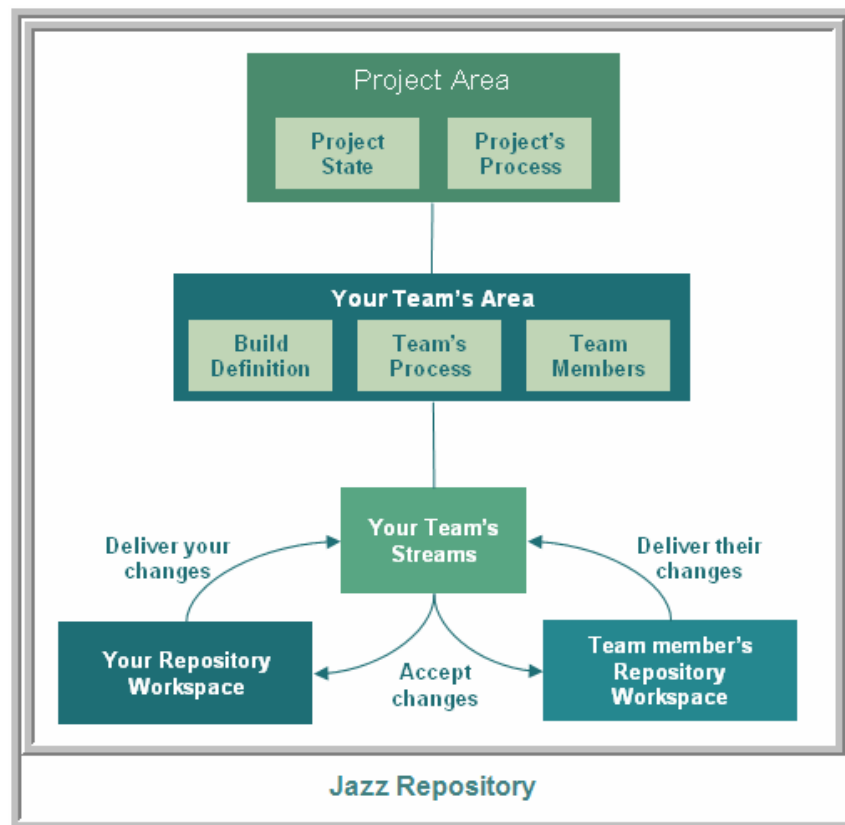 Project Area
Project
State
Project's
Process
Your Team's Area
Build
Definition
Team's
Process
Team
Members
Your Team's
Streams
Deliver your
changes
Deliver their
changes
Your Repository
Workspace
Accept
changes
Team member's
Repository
Workspace
Jazz Repository